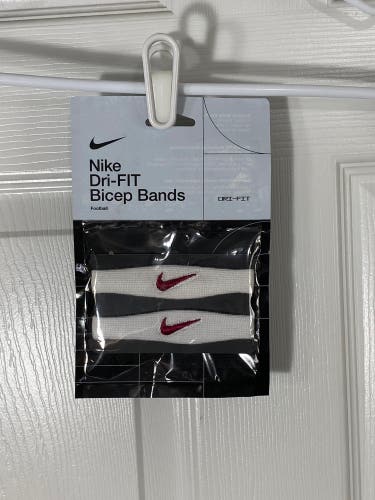 Nike
Dri-FIT
Bicep Bands
Football
DRI-FIT